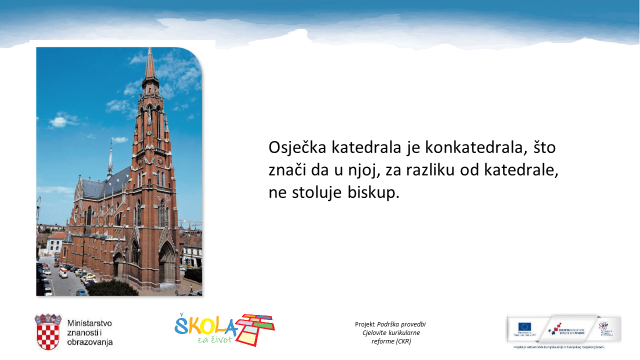 Osječka katedrala je konkatedrala, što
znači da u njoj, za razliku od katedrale,
ne stoluje biskup.
Ministarstvo
znanosti i
obrazovanja
ŠKOLA
za život
Projekt Podrška provedbi
Cjelovite kurikularne
reforme (CKR)